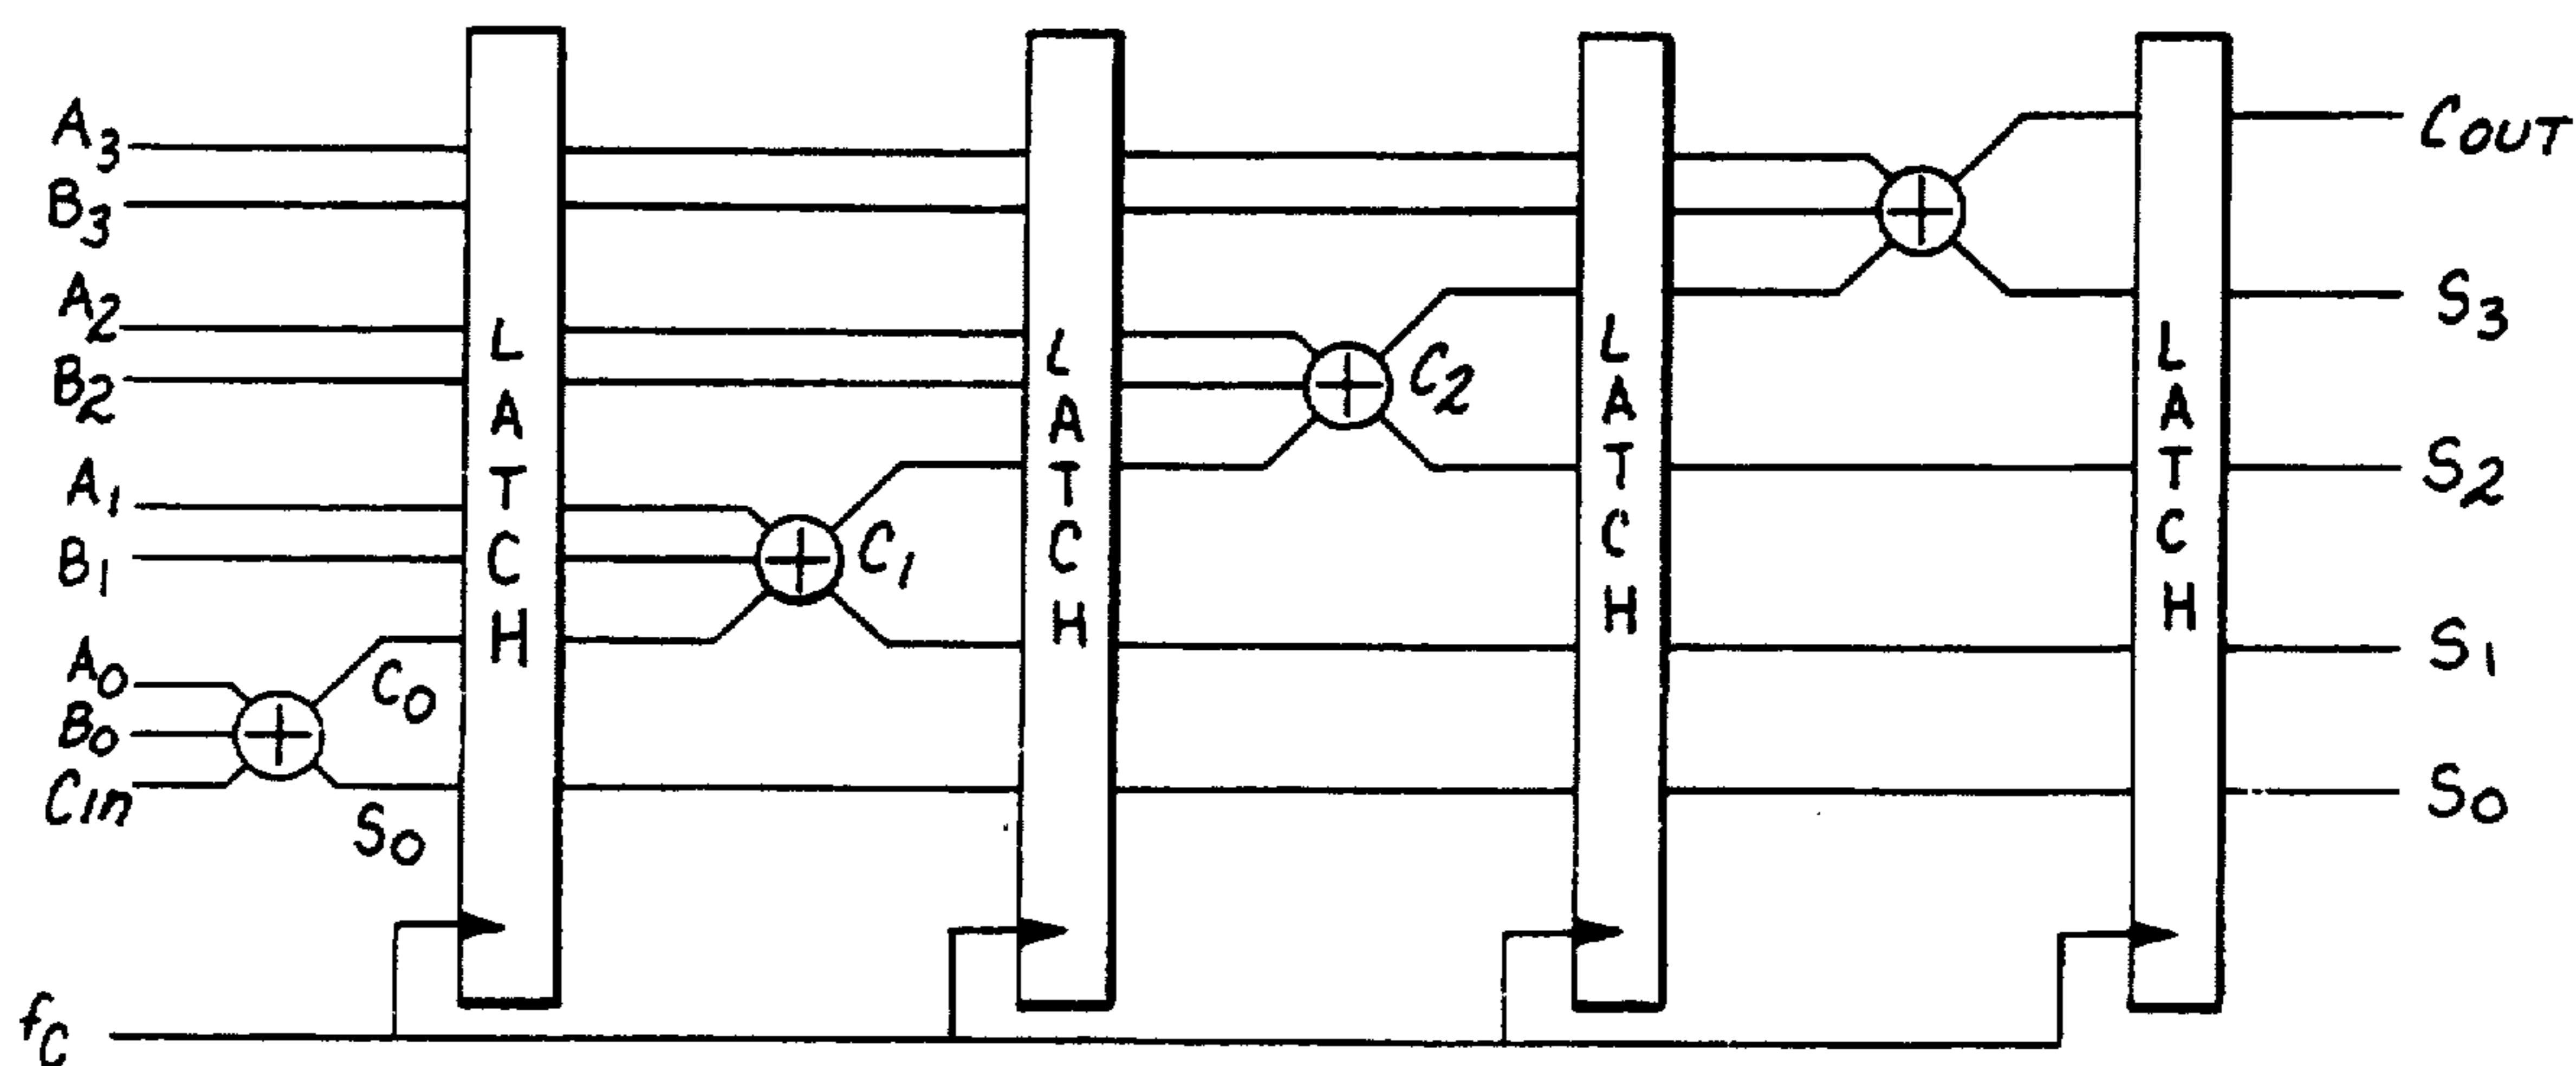 A3
B3
A2
B2
A1
B1
A0
B0
Cin
C0
S0
LATCH
C1
LATCH
C2
LATCH
LATCH
COUT
S3
S2
S1
S0
fC